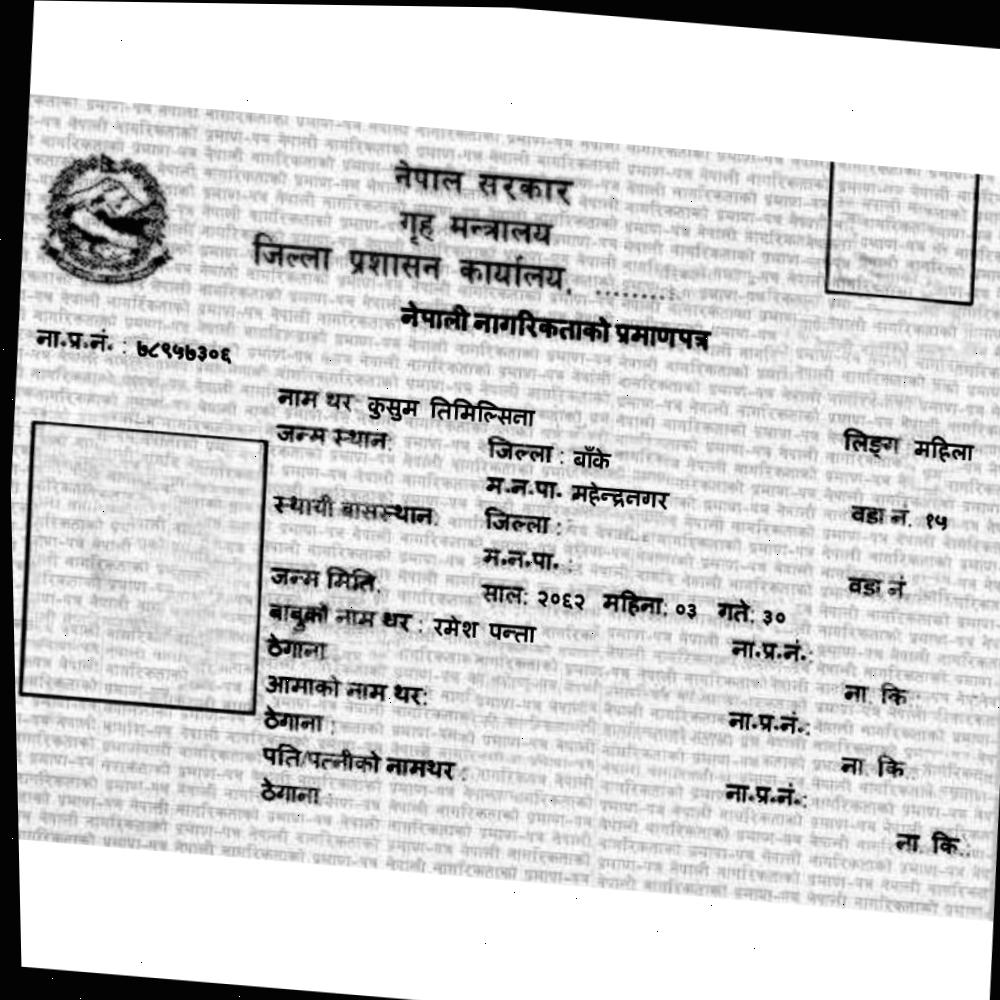 नेपाल सरकार
गृह मन्त्रालय
जिल्ला प्रशासन कार्यालय. .........
नेपाली नागरिकताको प्रमाणपत्र
ना.प्र.नं. : ७८९५७३०६
नाम थर: कुसुम तिमिल्सिना
लिङ्ग महिला
जन्म स्थान: जिल्ला : बाँके
म.न.पा. महेन्द्रनगर वडा नं. १५
स्थायी बासस्थान: जिल्ला :
म.न.पा. : वडा नं
जन्म मिति: साल: २०६२ महिना: ०३ गते: ३०
बाबुको नाम थर : रमेश पन्ता ना.प्र.नं.:
ठेगाना ना. कि :
आमाको नाम थर: ना.प्र.नं.:
ठेगाना : ना. कि :
पति/पत्नीको नामथर : ना.प्र.नं.:
ठेगाना : ना. कि.: